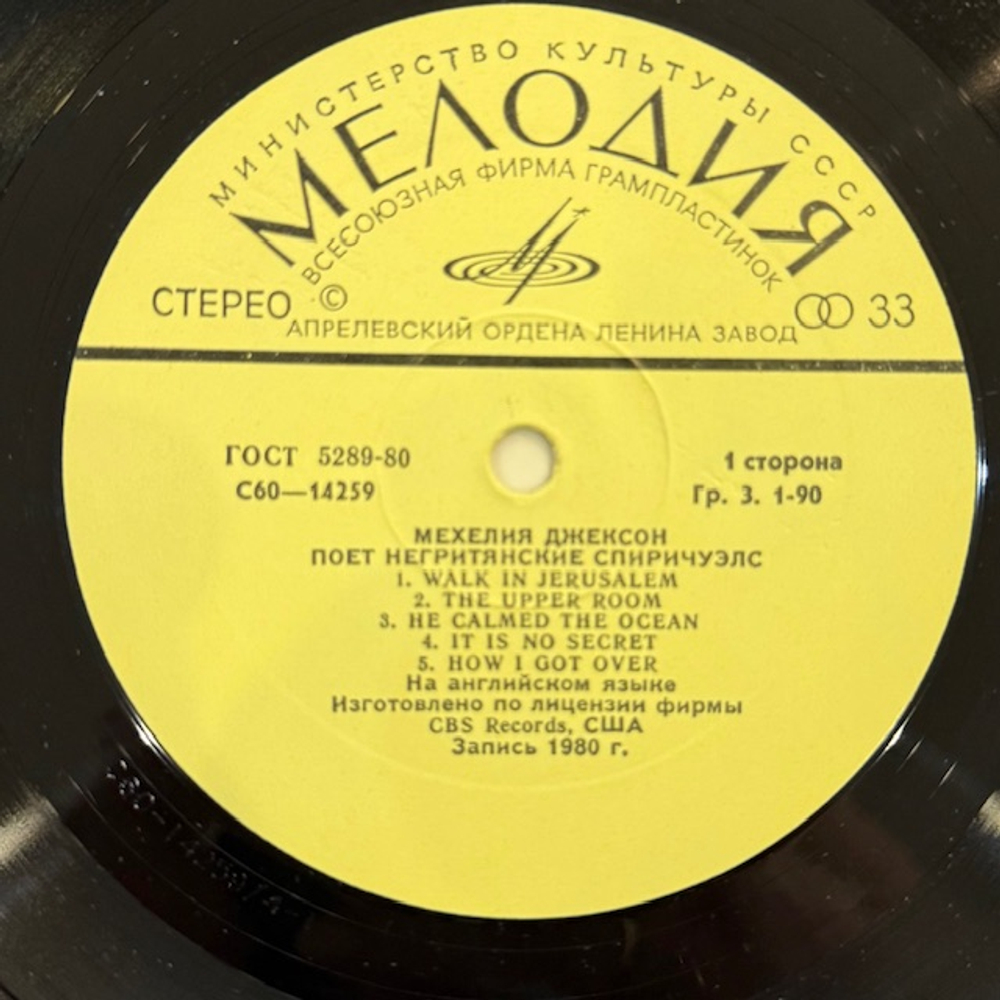 МИНИСТЕРСТВО КУЛЬТУРЫ СССР
МЕЛОДИЯ
ВСЕСОЮЗНАЯ ФИРМА ГРАМПЛАСТИНОК
СТЕРЕО © 33
АПРЕЛЕВСКИЙ ОРДЕНА ЛЕНИНА ЗАВОД
ГОСТ 5289-80 1 сторона
С60—14259 Гр. 3. 1-90
МЕХЕЛИЯ ДЖЕКСОН
ПОЕТ НЕГРИТЯНСКИЕ СПИРИЧУЭЛС
1. WALK IN JERUSALEM
2. THE UPPER ROOM
3. HE CALMED THE OCEAN
4. IT IS NO SECRET
5. HOW I GOT OVER
На английском языке
Изготовлено по лицензии фирмы
CBS Records, США
Запись 1980 г.